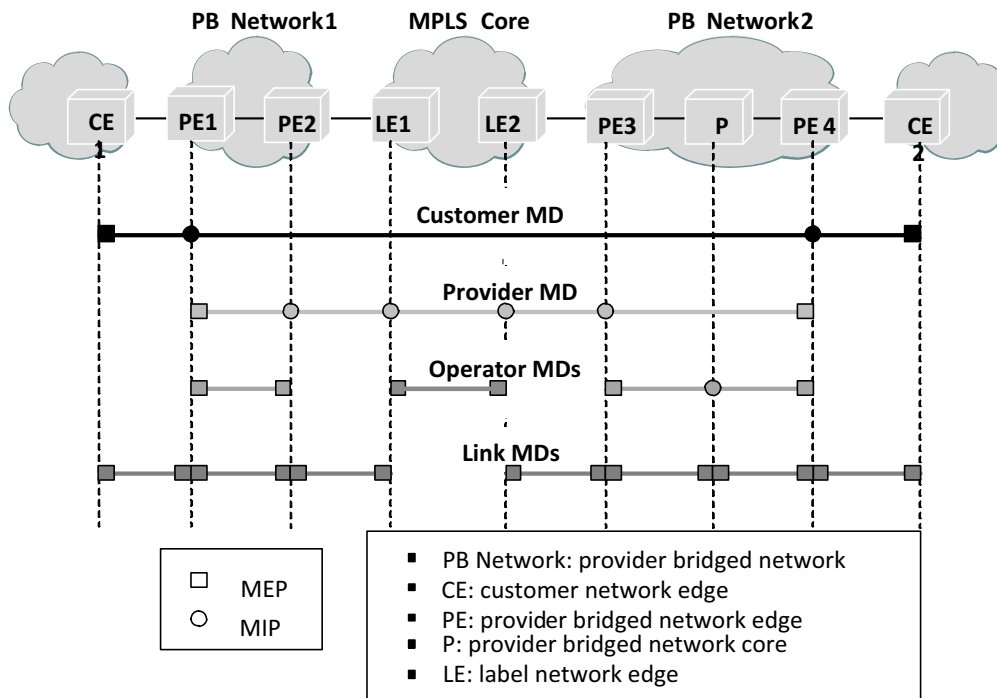 PB Network1 MPLS Core PB Network2
CE 1 PE1 PE2 LE1 LE2 PE3 P PE 4 CE 2
Customer MD
Provider MD
Operator MDs
Link MDs
MEP
MIP
PB Network: provider bridged network
CE: customer network edge
PE: provider bridged network edge
P: provider bridged network core
LE: label network edge